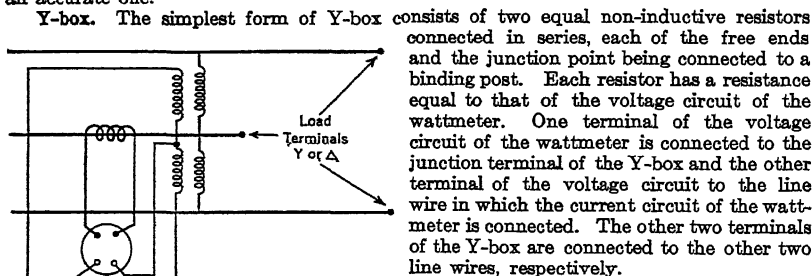 an accurate one.
Y-box. The simplest form of Y-box consists of two equal non-inductive resistors
connected in series, each of the free ends
and the junction point being connected to a
binding post. Each resistor has a resistance
equal to that of the voltage circuit of the
wattmeter. One terminal of the voltage
circuit of the wattmeter is connected to the
junction terminal of the Y-box and the other
terminal of the voltage circuit to the line
wire in which the current circuit of the watt-
meter is connected. The other two terminals
of the Y-box are connected to the other two
line wires, respectively.
Load
Terminals
Y or Δ